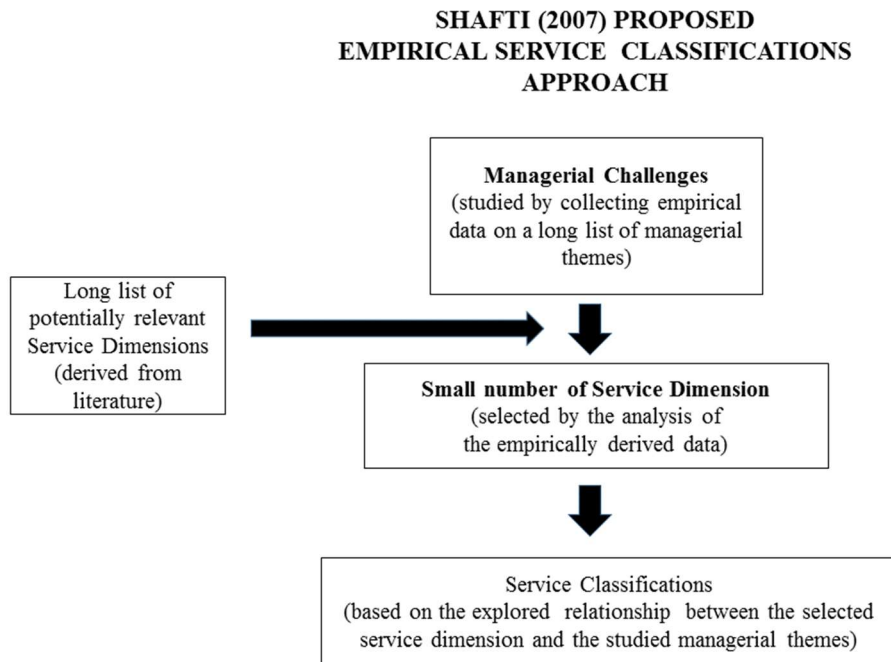 SHAFTI (2007) PROPOSED
EMPIRICAL SERVICE CLASSIFICATIONS
APPROACH
Managerial Challenges
(studied by collecting empirical
data on a long list of managerial
themes)
Long list of
potentially relevant
Service Dimensions
(derived from
literature)
Small number of Service Dimension
(selected by the analysis of
the empirically derived data)
Service Classifications
(based on the explored relationship between the selected
service dimension and the studied managerial themes)